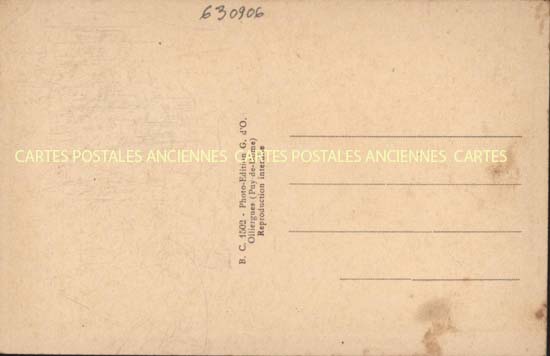 630906
B. C. 1502 - Photo-Edition G. d'O.
Olliergues (Puy-de-Dôme)
Reproduction interdite
CARTES POSTALES ANCIENNES CARTES POSTALES ANCIENNES CARTES